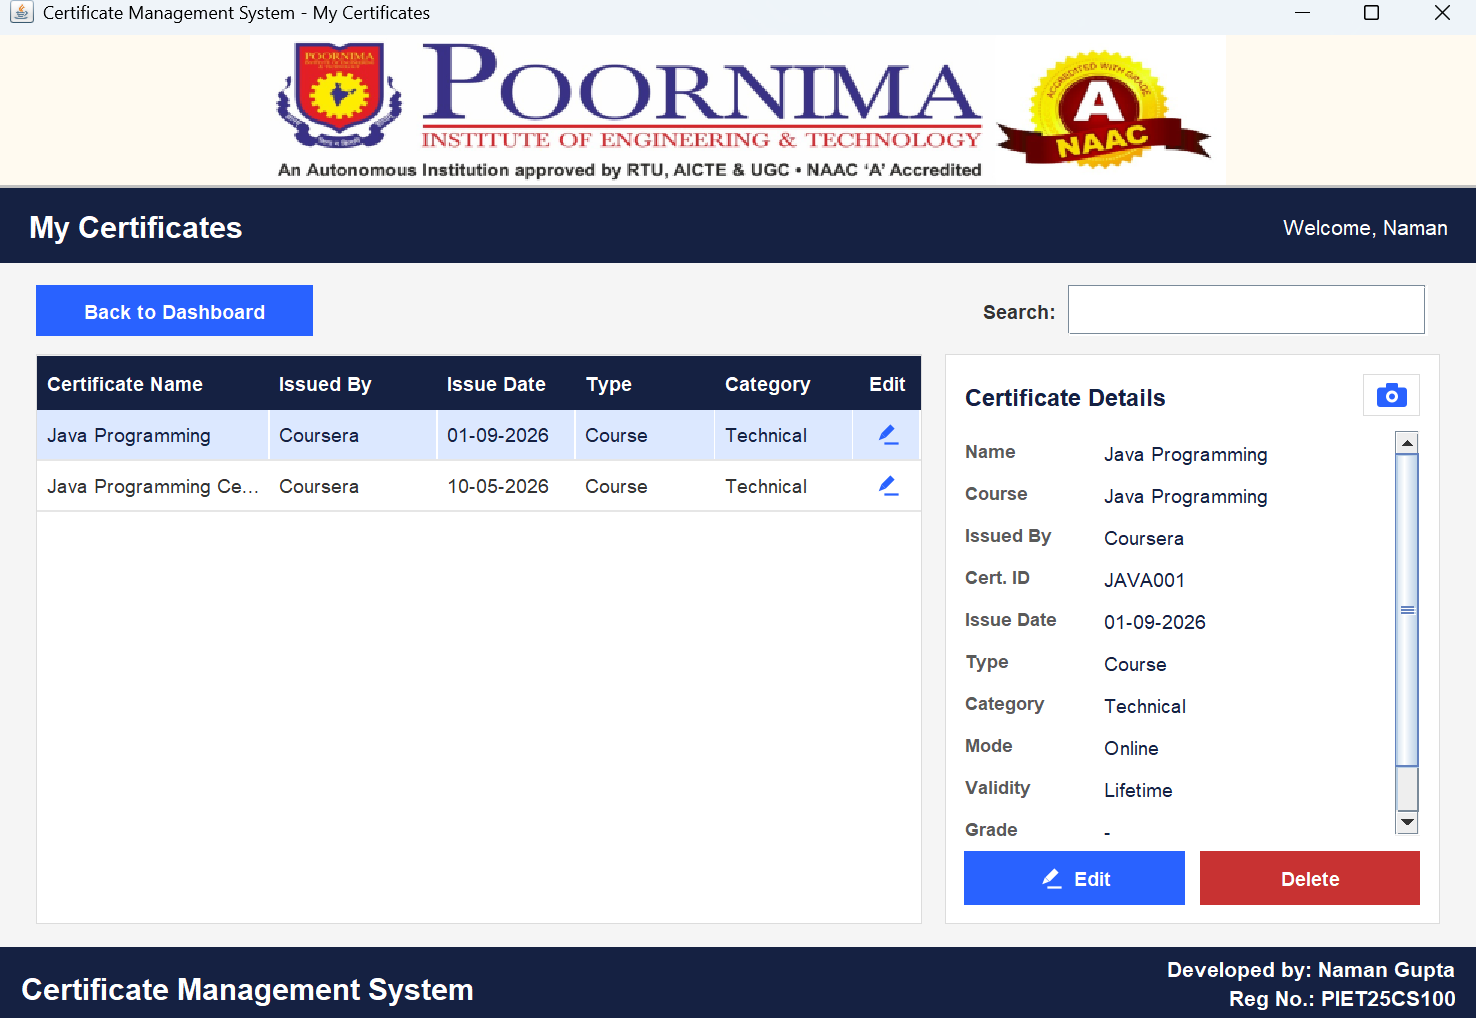 Certificate Management System - My Certificates
POORNIMA
POORNIMA
INSTITUTE OF ENGINEERING & TECHNOLOGY
An Autonomous Institution approved by RTU, AICTE & UGC • NAAC ‘A’ Accredited
ACCREDITED WITH GRADE
A
NAAC
My Certificates
Welcome, Naman
Back to Dashboard
Search:
Certificate Name Issued By Issue Date Type Category Edit
Java Programming Coursera 01-09-2026 Course Technical
Java Programming Ce... Coursera 10-05-2026 Course Technical
Certificate Details
Name Java Programming
Course Java Programming
Issued By Coursera
Cert. ID JAVA001
Issue Date 01-09-2026
Type Course
Category Technical
Mode Online
Validity Lifetime
Grade -
Edit
Delete
Certificate Management System
Developed by: Naman Gupta
Reg No.: PIET25CS100